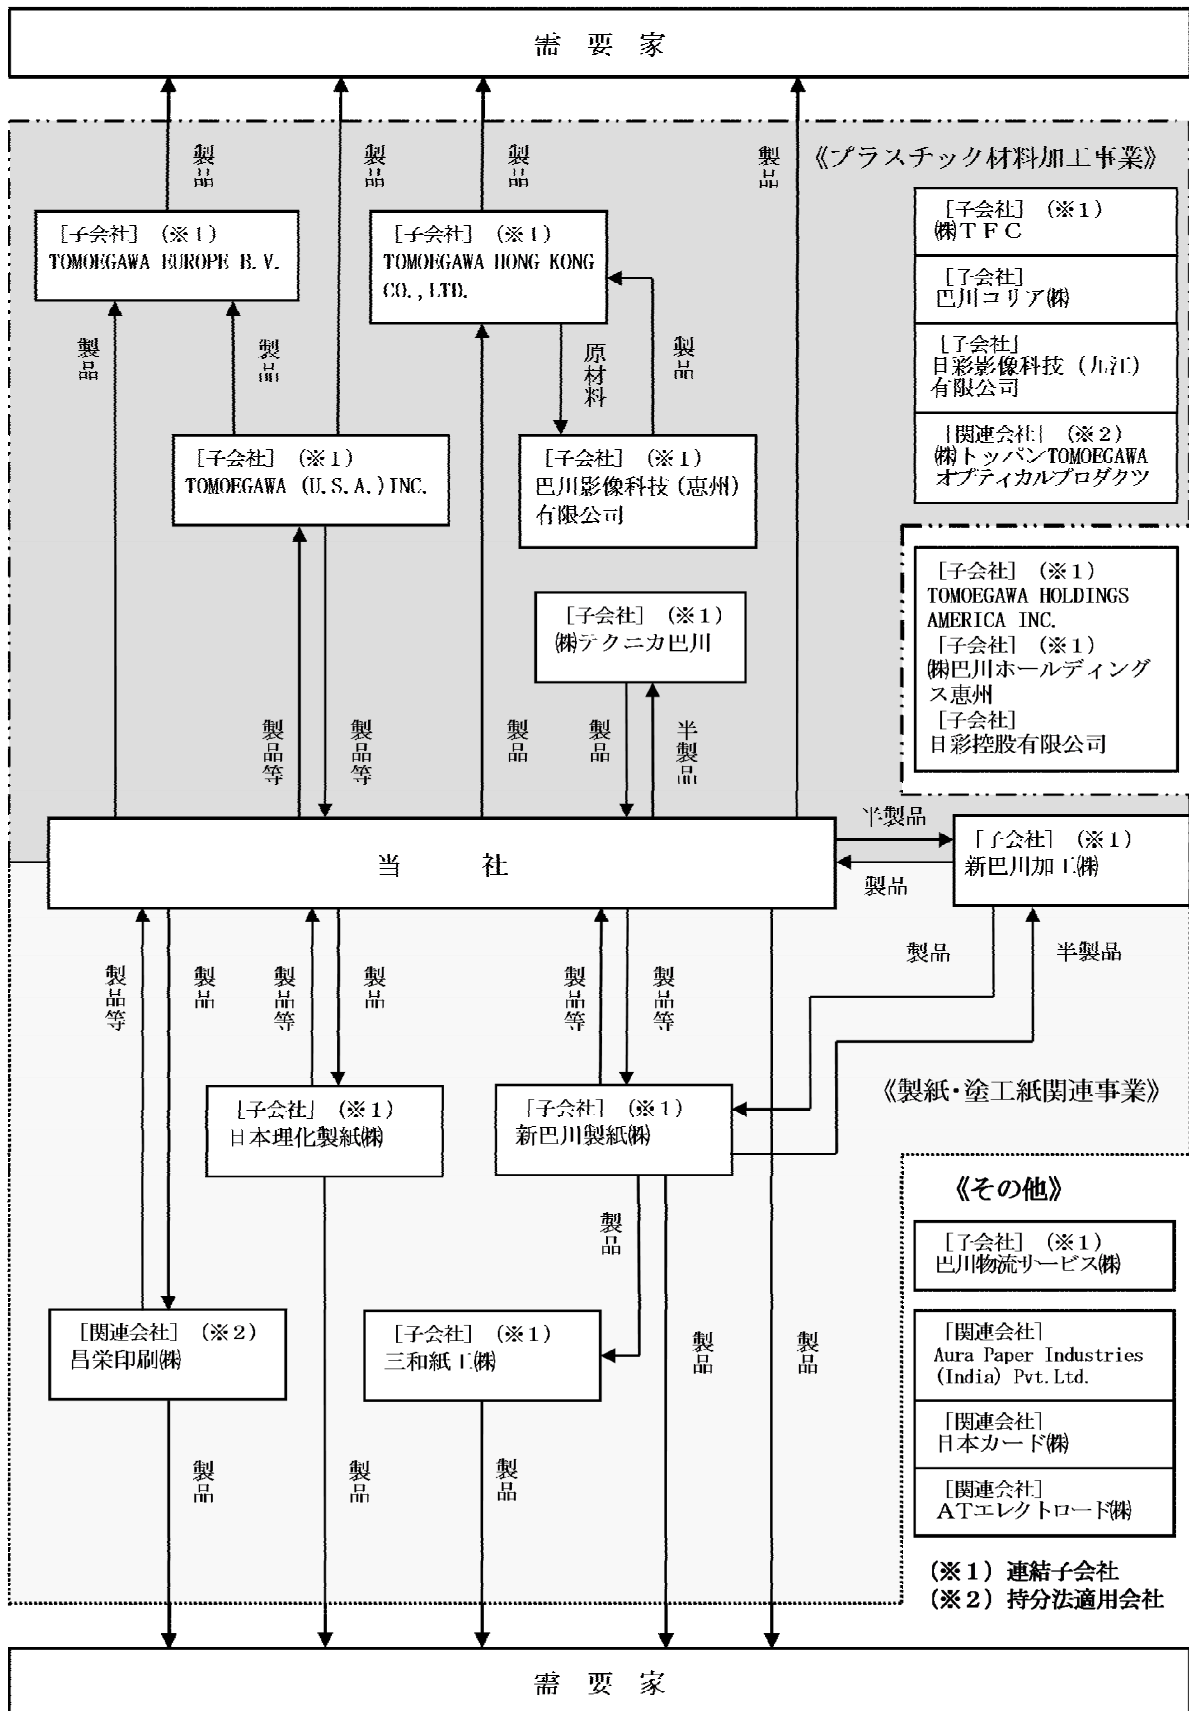 需 要 家
製品
製品
製品
製品
《プラスチック材料加工事業》
[子会社] (※1)
TOMOEGAWA EUROPE B.V.
[子会社] (※1)
TOMOEGAWA HONG KONG
CO.,LTD.
[子会社] (※1)
㈱TFC
[子会社]
巴川コリア㈱
[子会社]
日彩影像科技(九江)
有限公司
[関連会社] (※2)
㈱トッパンTOMOEGAWA
オプティカルプロダクツ
製品
製品
原材料
製品
[子会社] (※1)
TOMOEGAWA (U.S.A.)INC.
[子会社] (※1)
巴川影像科技(恵州)
有限公司
[子会社] (※1)
TOMOEGAWA HOLDINGS
AMERICA INC.
[子会社] (※1)
㈱巴川ホールディング
ス恵州
[子会社]
日彩控股有限公司
[子会社] (※1)
㈱テクニカ巴川
製品等
製品等
製品
製品
半製品
当 社
半製品
製品
[子会社] (※1)
新巴川加工㈱
製品
半製品
製品等
製品
製品等
製品
製品等
製品等
《製紙・塗工紙関連事業》
[子会社] (※1)
日本理化製紙㈱
[子会社] (※1)
新巴川製紙㈱
製品
《その他》
[子会社] (※1)
巴川物流サービス㈱
[関連会社] (※2)
昌栄印刷㈱
[子会社] (※1)
三和紙工㈱
製品
製品
[関連会社]
Aura Paper Industries
(India) Pvt.Ltd.
[関連会社]
日本カード㈱
[関連会社]
ATエレクトロード㈱
製品
製品
製品
(※1) 連結子会社
(※2) 持分法適用会社
需 要 家